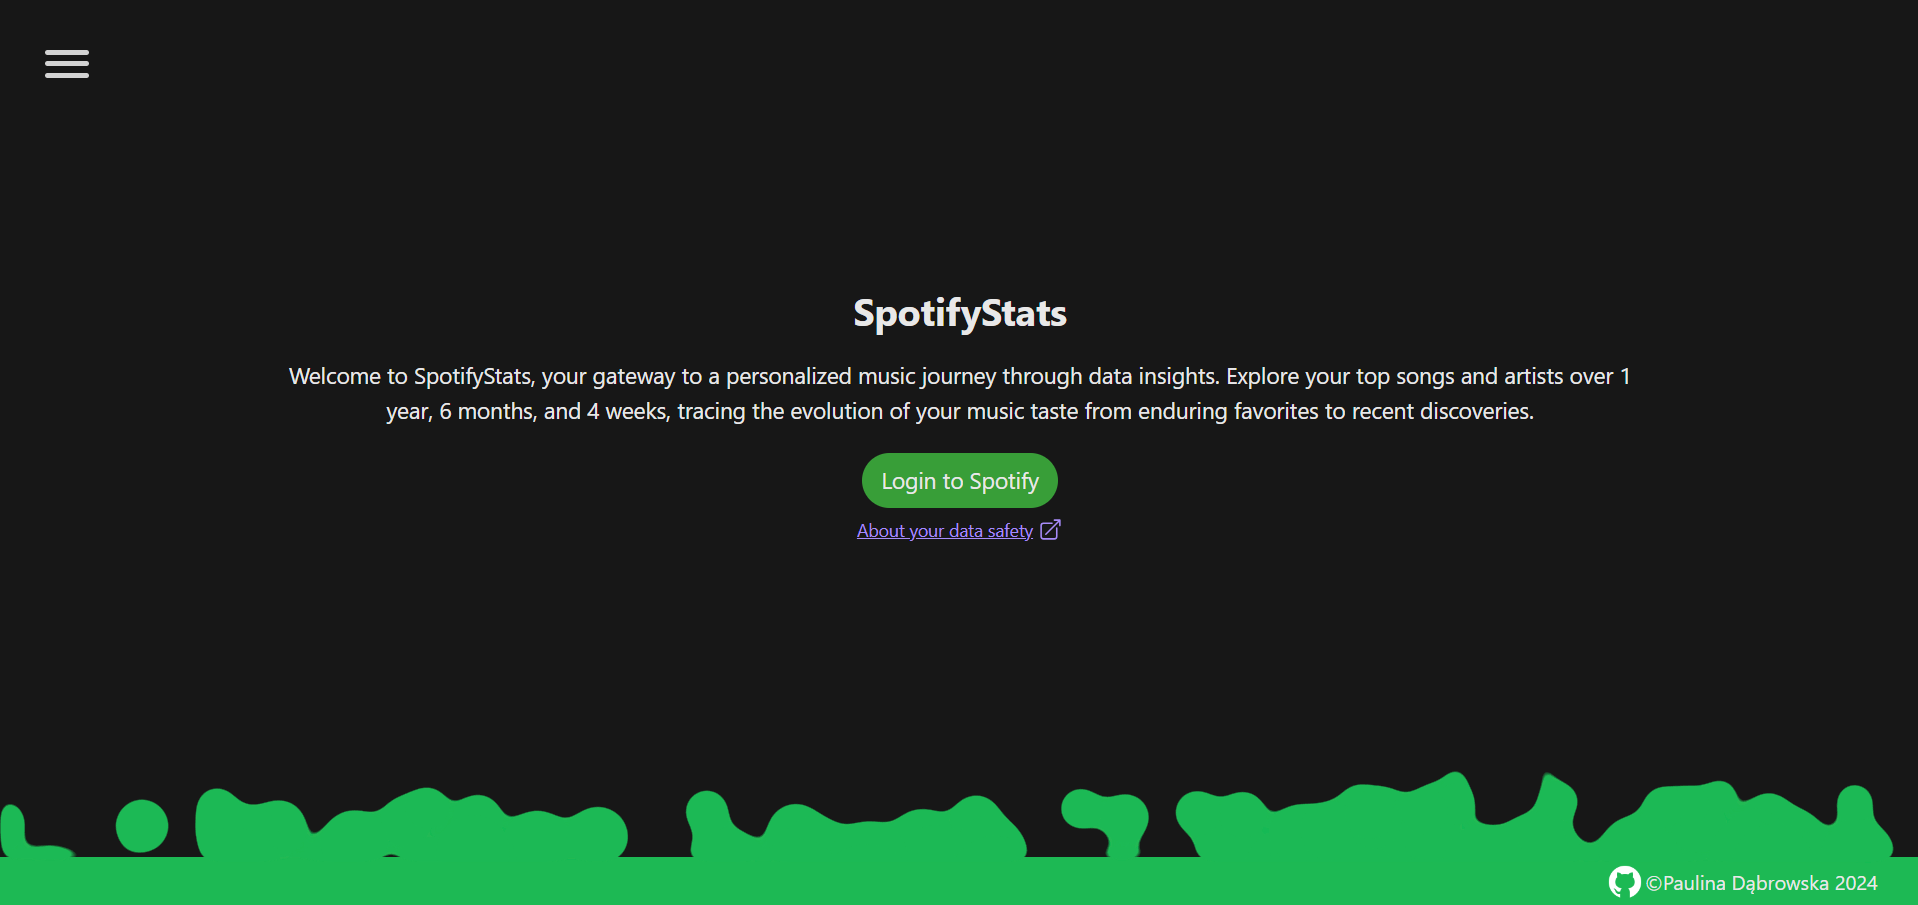 SpotifyStats
Welcome to SpotifyStats, your gateway to a personalized music journey through data insights. Explore your top songs and artists over 1
year, 6 months, and 4 weeks, tracing the evolution of your music taste from enduring favorites to recent discoveries.
Login to Spotify
About your data safety
©Paulina Dąbrowska 2024